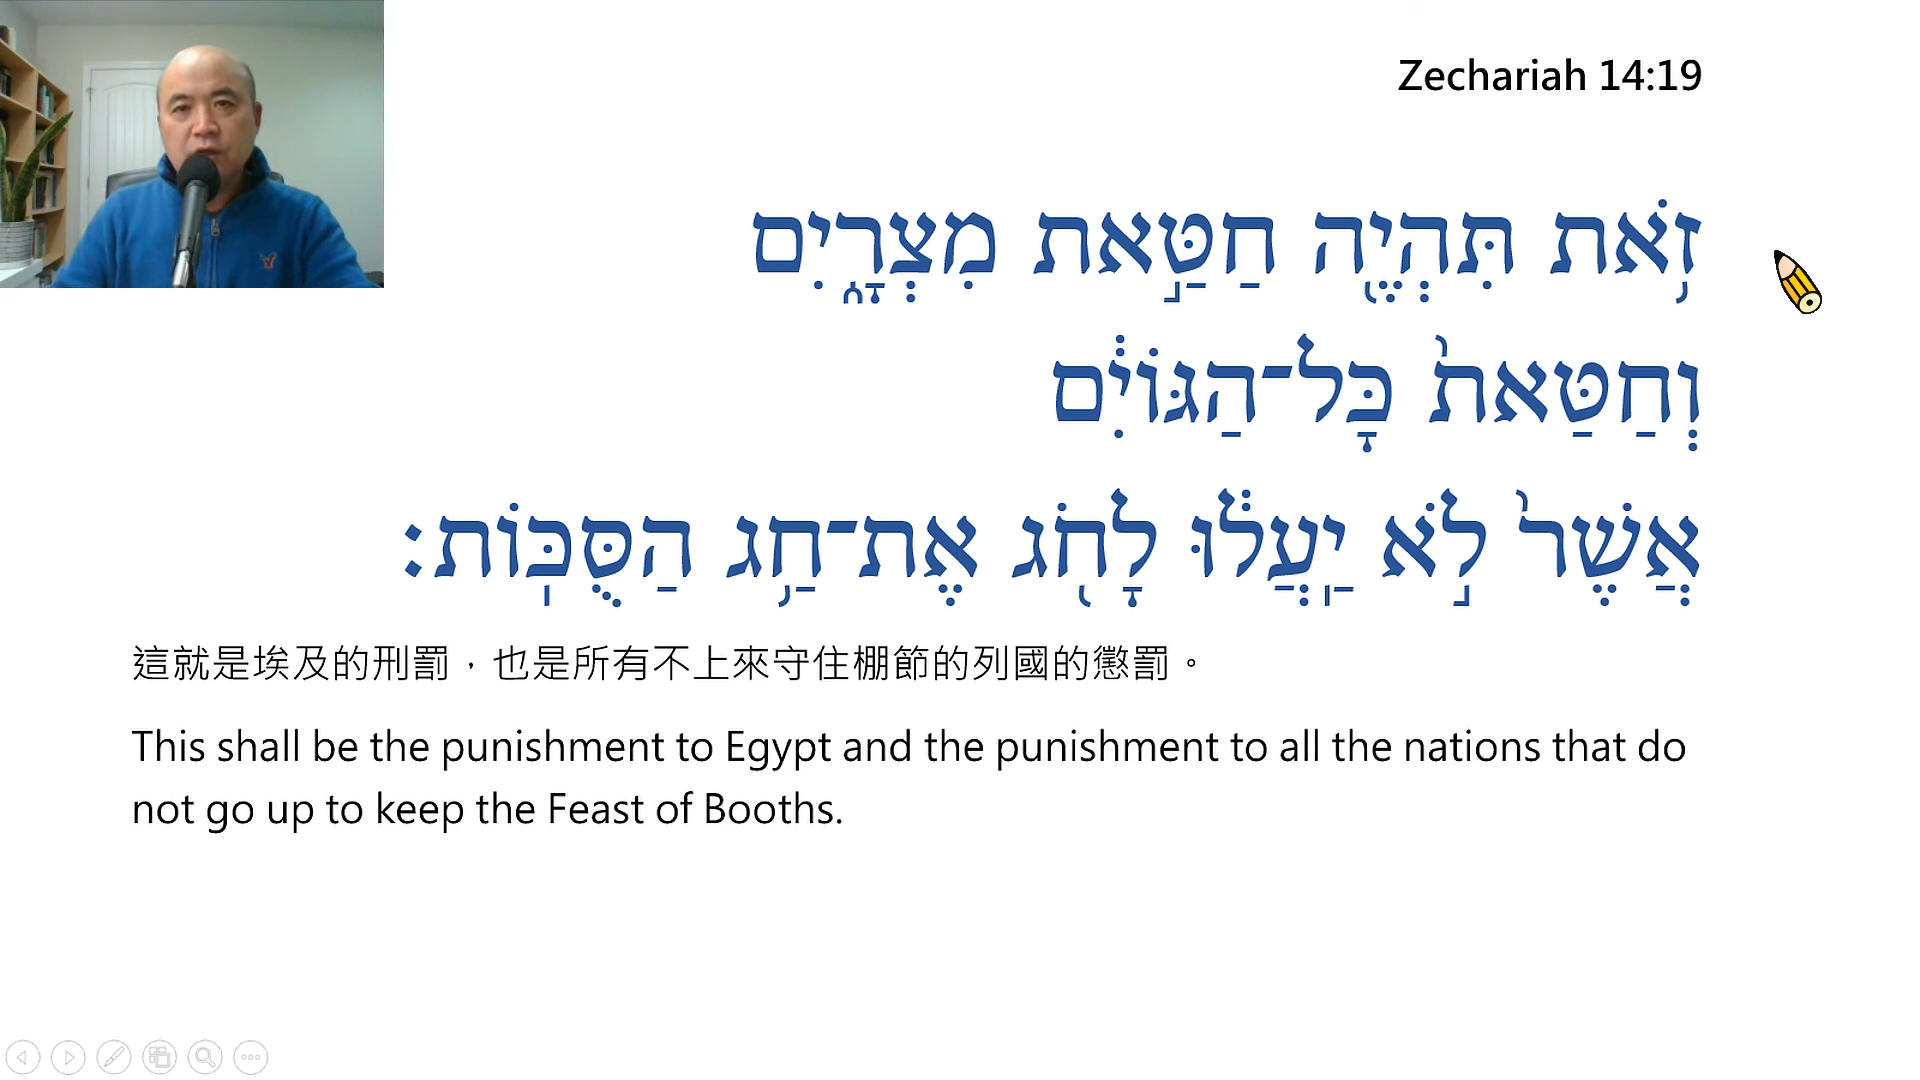 Zechariah 14:19
זֹ֥את תִּהְיֶ֖ה חַטַּ֣את מִצְרָ֑יִם
וְחַטַּאת֙ כָּל־הַגּוֹיִ֔ם
אֲשֶׁר֙ לֹ֣א יַֽעֲל֔וּ לָחֹ֖ג אֶת־חַ֥ג הַסֻּכּֽוֹת׃
這就是埃及的刑罰，也是所有不上來守住棚節的列國的懲罰。
This shall be the punishment to Egypt and the punishment to all the nations that do
not go up to keep the Feast of Booths.